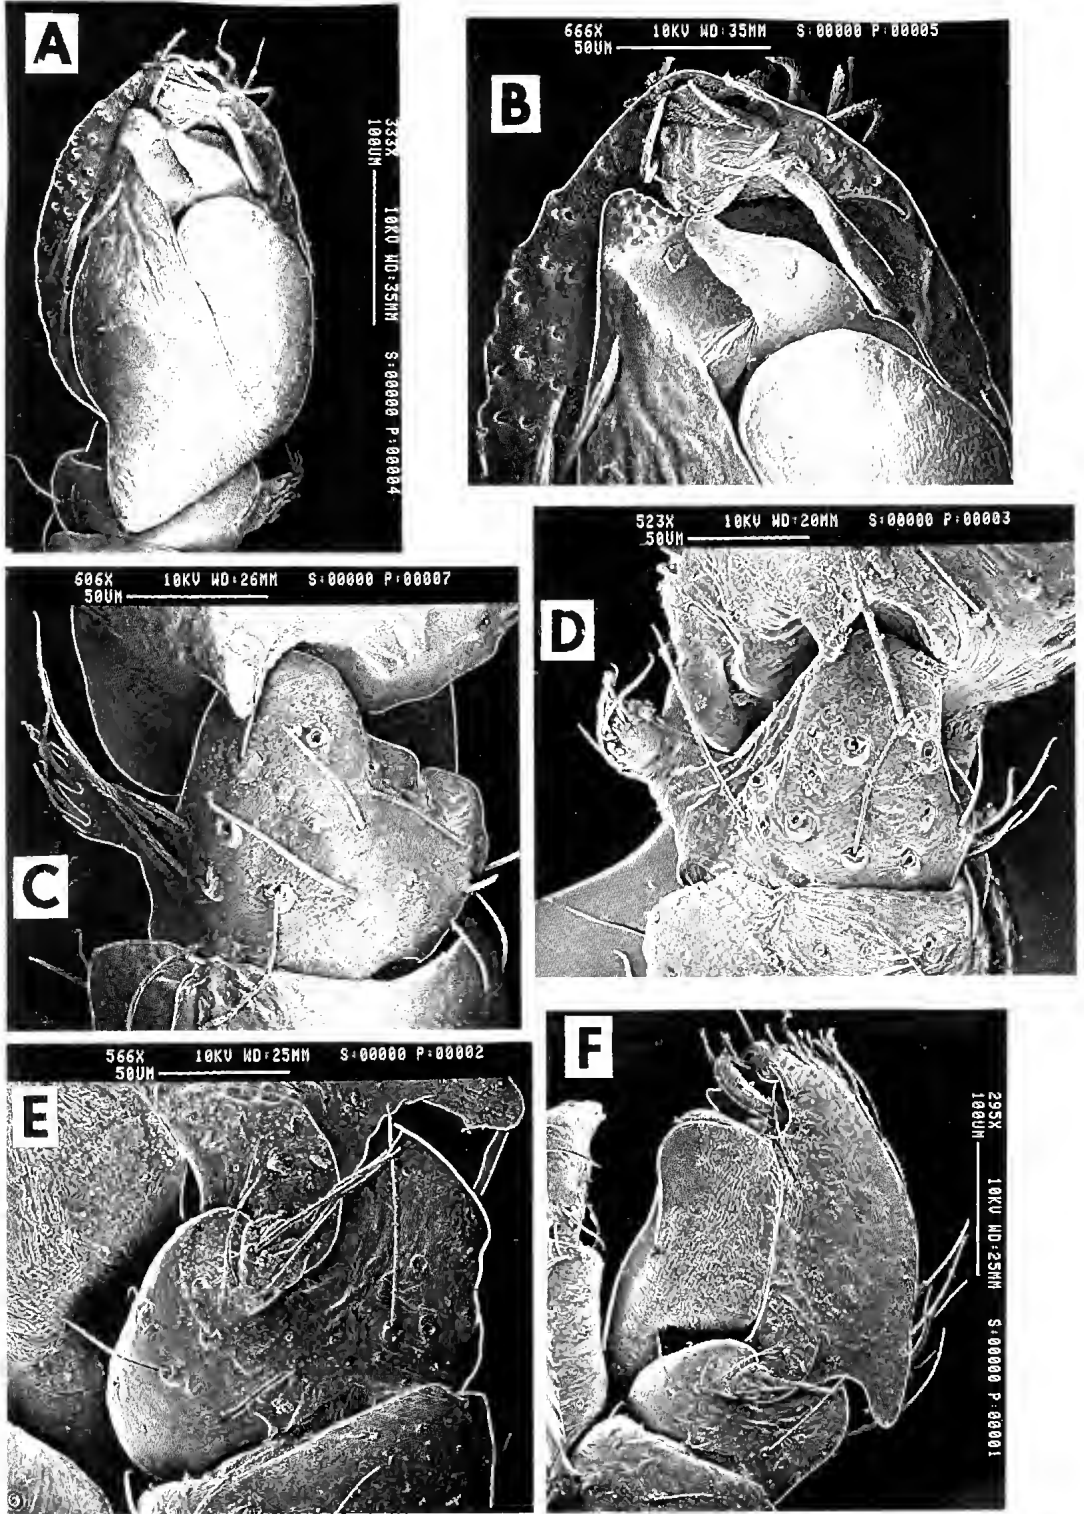 A
333X 10KV WD:35MM S:00000 P:00004
100UM
B
666X 10KV WD:35MM S:00000 P:00005
50UM
C
606X 10KV WD:26MM S:00000 P:00007
50UM
D
523X 10KV WD:20MM S:00000 P:00003
50UM
E
566X 10KV WD:25MM S:00000 P:00002
50UM
F
295X 10KV WD:25MM S:00000 P:00001
100UM